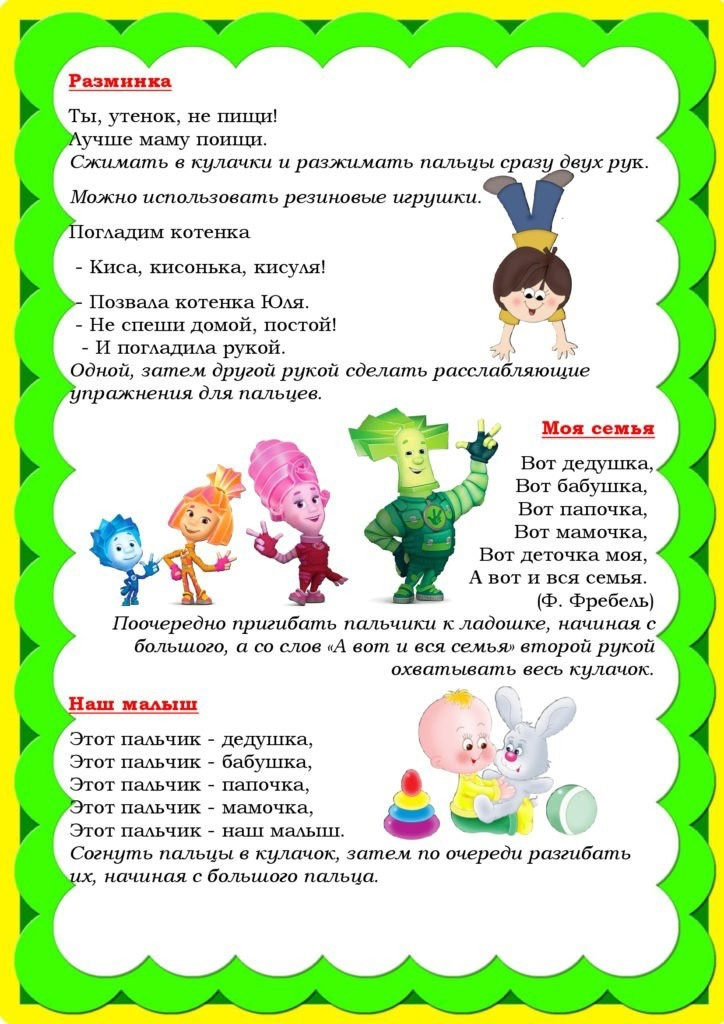 Разминка
Ты, утенок, не пищи!
Лучше маму поищи.
Сжимать в кулачки и разжимать пальцы сразу двух рук.
Можно использовать резиновые игрушки.
Погладим котенка
- Киса, кисонька, кисуля!
- Позвала котенка Юля.
- Не спеши домой, постой!
- И погладила рукой.
Одной, затем другой рукой сделать расслабляющие
упражнения для пальцев.
Моя семья
Вот дедушка,
Вот бабушка,
Вот папочка,
Вот мамочка,
Вот деточка моя,
А вот и вся семья.
(Ф. Фребель)
Поочередно пригибать пальчики к ладошке, начиная с
большого, а со слов «А вот и вся семья» второй рукой
охватывать весь кулачок.
Наш малыш
Этот пальчик - дедушка,
Этот пальчик - бабушка,
Этот пальчик - папочка,
Этот пальчик - мамочка,
Этот пальчик - наш малыш.
Согнуть пальцы в кулачок, затем по очереди разгибать
их, начиная с большого пальца.